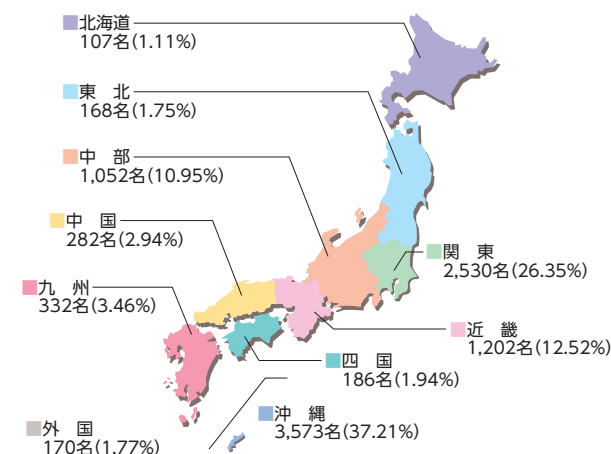 北海道
107名(1.11%)
東　北
168名(1.75%)
中　部
1,052名(10.95%)
中　国
282名(2.94%)
関　東
2,530名(26.35%)
九　州
332名(3.46%)
近　畿
1,202名(12.52%)
四　国
186名(1.94%)
沖　縄
3,573名(37.21%)
外　国
170名(1.77%)